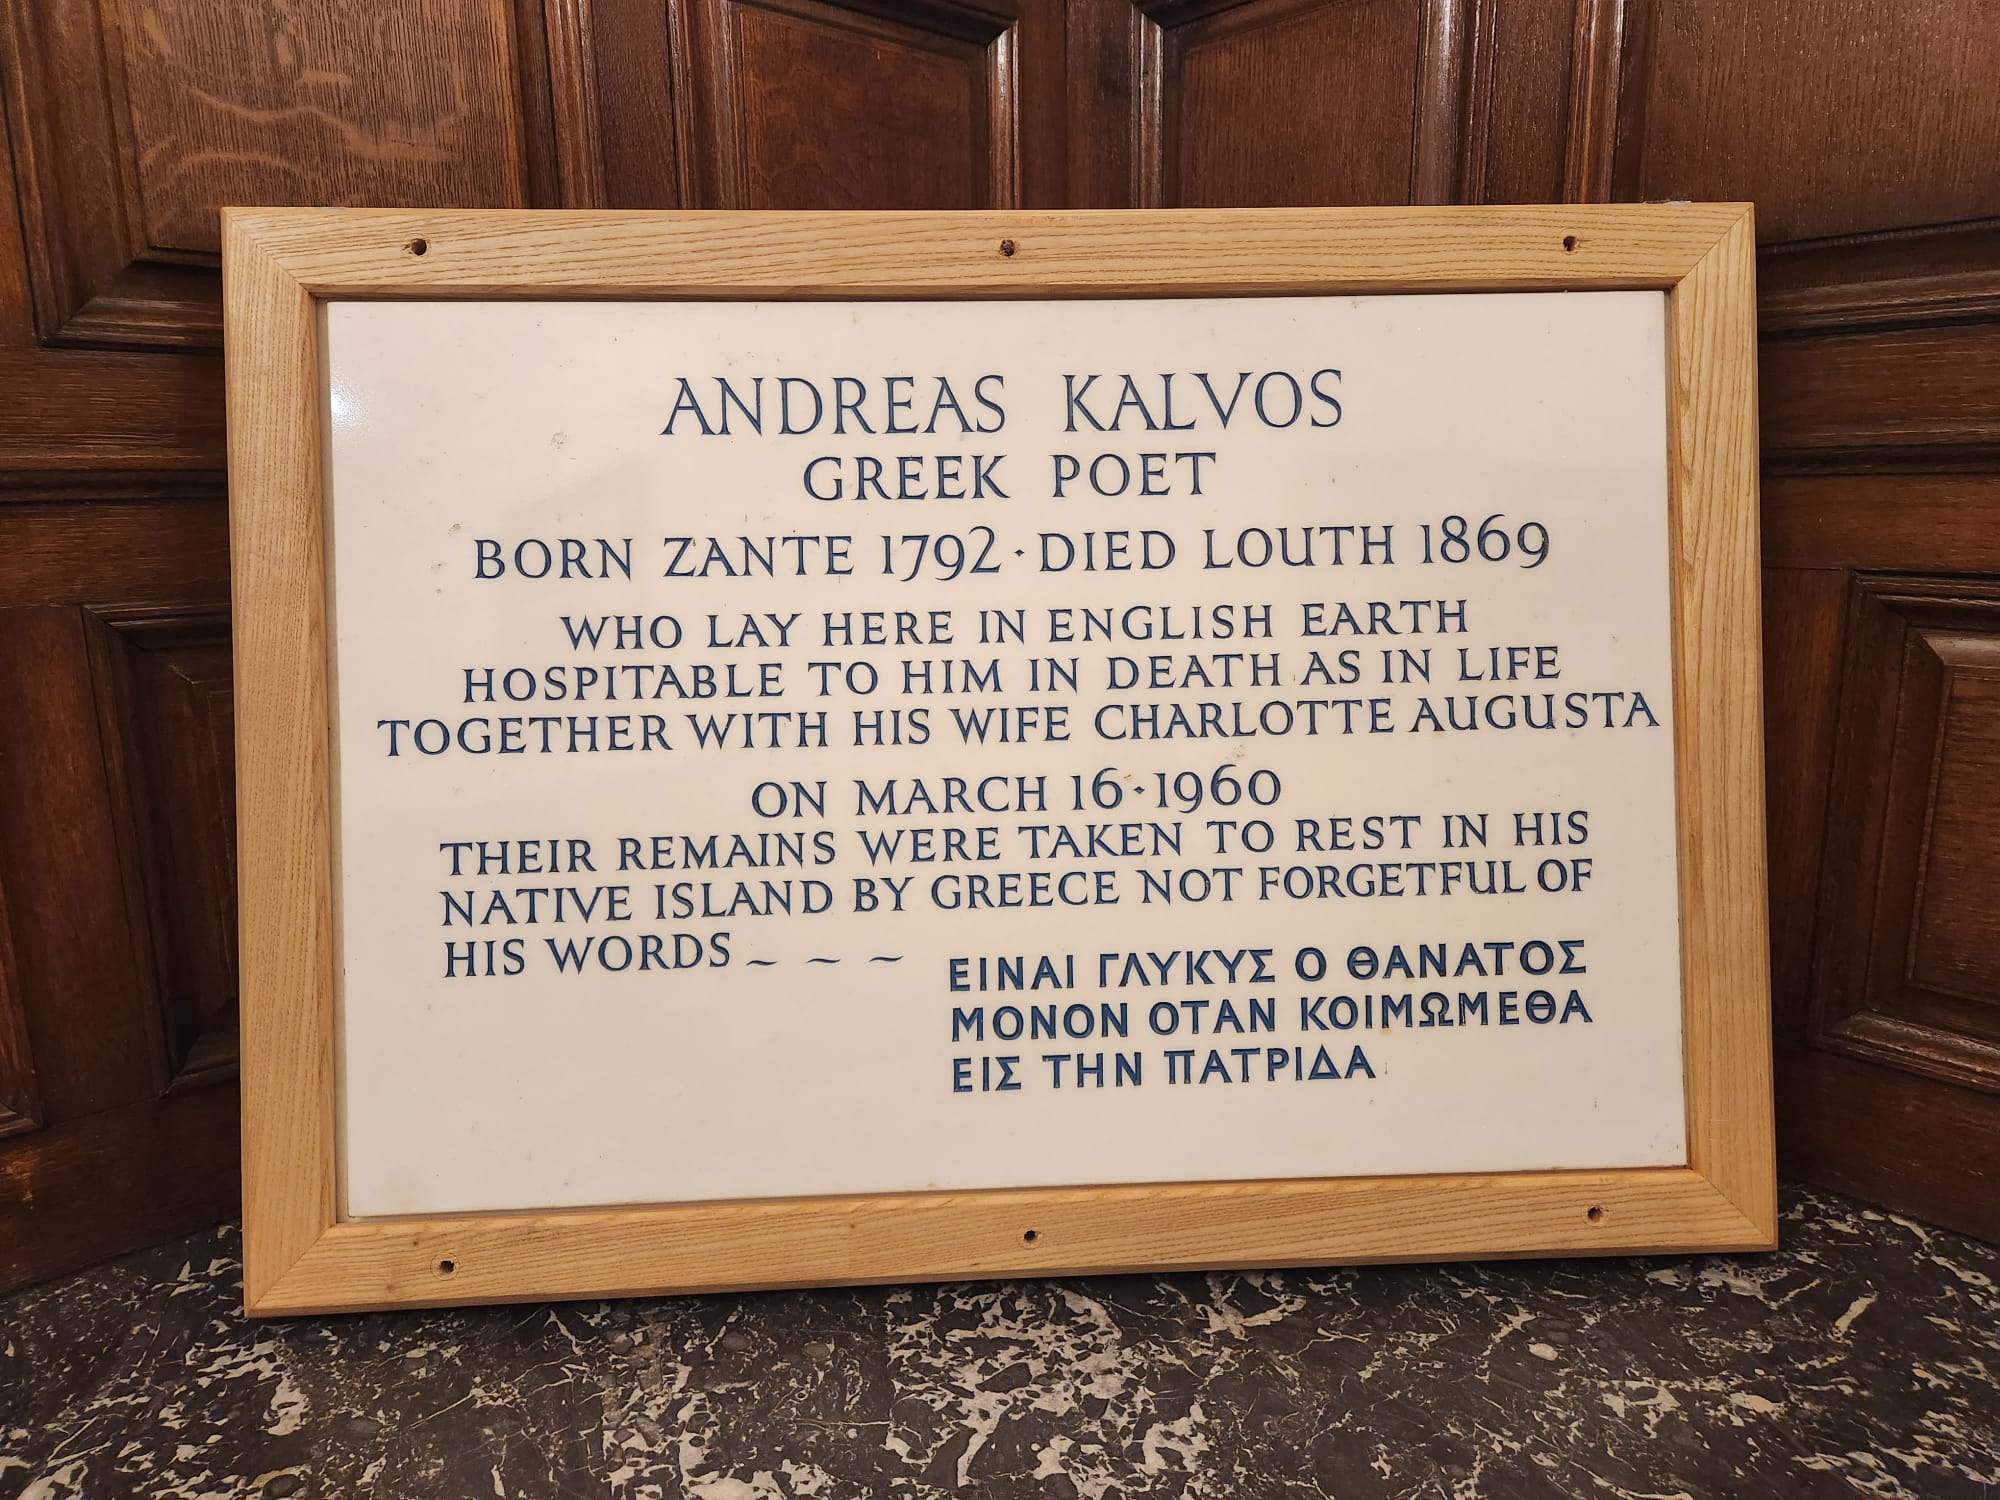 ANDREAS KALVOS
GREEK POET
BORN ZANTE 1792 · DIED LOUTH 1869
WHO LAY HERE IN ENGLISH EARTH
HOSPITABLE TO HIM IN DEATH AS IN LIFE
TOGETHER WITH HIS WIFE CHARLOTTE AUGUSTA
ON MARCH 16 · 1960
THEIR REMAINS WERE TAKEN TO REST IN HIS
NATIVE ISLAND BY GREECE NOT FORGETFUL OF
HIS WORDS ~ ~ ~
ΕΙΝΑΙ ΓΛΥΚΥΣ Ο ΘΑΝΑΤΟΣ
ΜΟΝΟΝ ΟΤΑΝ ΚΟΙΜΩΜΕΘΑ
ΕΙΣ ΤΗΝ ΠΑΤΡΙΔΑ